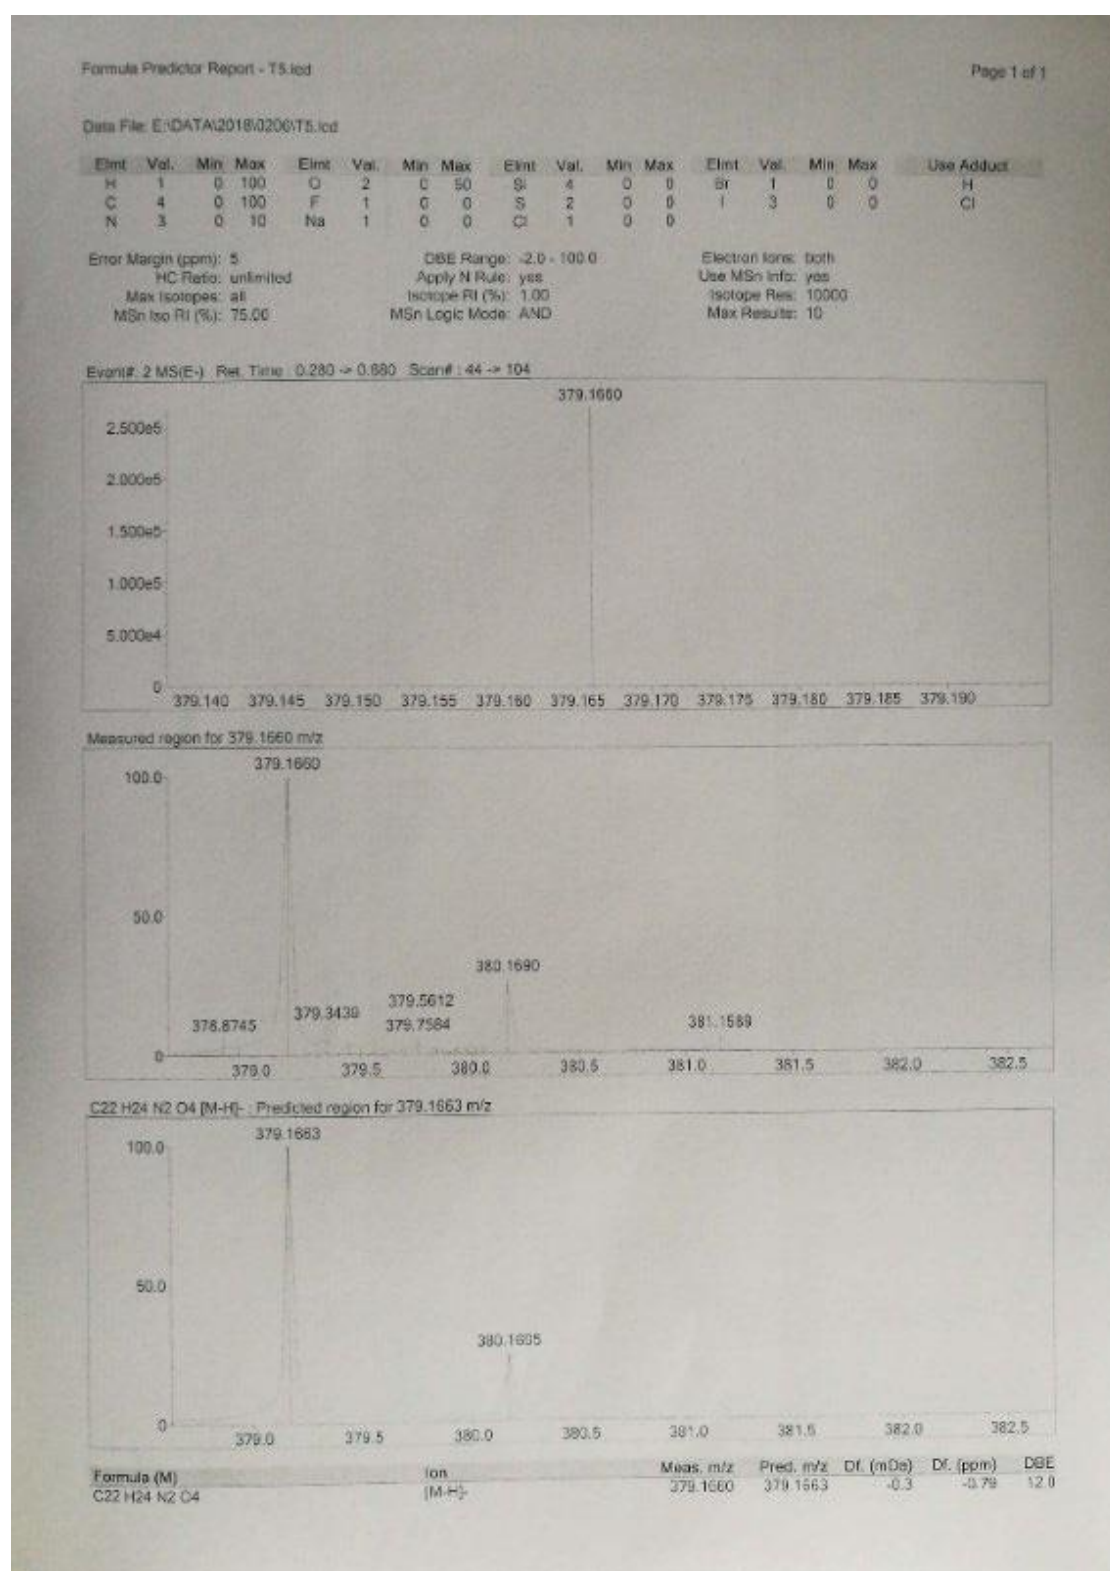 Formula Predictor Report - T5.lcd Page 1 of 1
Data File: E:\DATA\2018\0206\T5.lcd
Elmt Val. Min Max Elmt Val. Min Max Elmt Val. Min Max Elmt Val. Min Max Use Adduct
H 1 0 100 O 2 0 50 Si 4 0 0 Br 1 0 0 H
C 4 0 100 F 1 0 0 S 2 0 0 I 3 0 0 Cl
N 3 0 10 Na 1 0 0 Cl 1 0 0
Error Margin (ppm): 5 DBE Range: -2.0 - 100.0 Electron Ions: both
HC Ratio: unlimited Apply N Rule: yes Use MSn Info: yes
Max Isotopes: all Isotope RI (%): 1.00 Isotope Res: 10000
MSn Iso RI (%): 75.00 MSn Logic Mode: AND Max Results: 10
Event#: 2 MS(E-) Ret. Time : 0.280 -> 0.680 Scan# : 44 -> 104
379.1660
2.500e5
2.000e5
1.500e5
1.000e5
5.000e4
0
379.140 379.145 379.150 379.155 379.160 379.165 379.170 379.175 379.180 379.185 379.190
Measured region for 379.1660 m/z
379.1660
100.0
50.0
380.1690
379.5612
379.3439
378.8745 379.7584 381.1589
0
379.0 379.5 380.0 380.5 381.0 381.5 382.0 382.5
C22 H24 N2 O4 [M-H]- : Predicted region for 379.1663 m/z
379.1663
100.0
50.0
380.1695
0
379.0 379.5 380.0 380.5 381.0 381.5 382.0 382.5
Formula (M) Ion Meas. m/z Pred. m/z Df. (mDa) Df. (ppm) DBE
C22 H24 N2 O4 [M-H]- 379.1660 379.1663 -0.3 -0.79 12.0